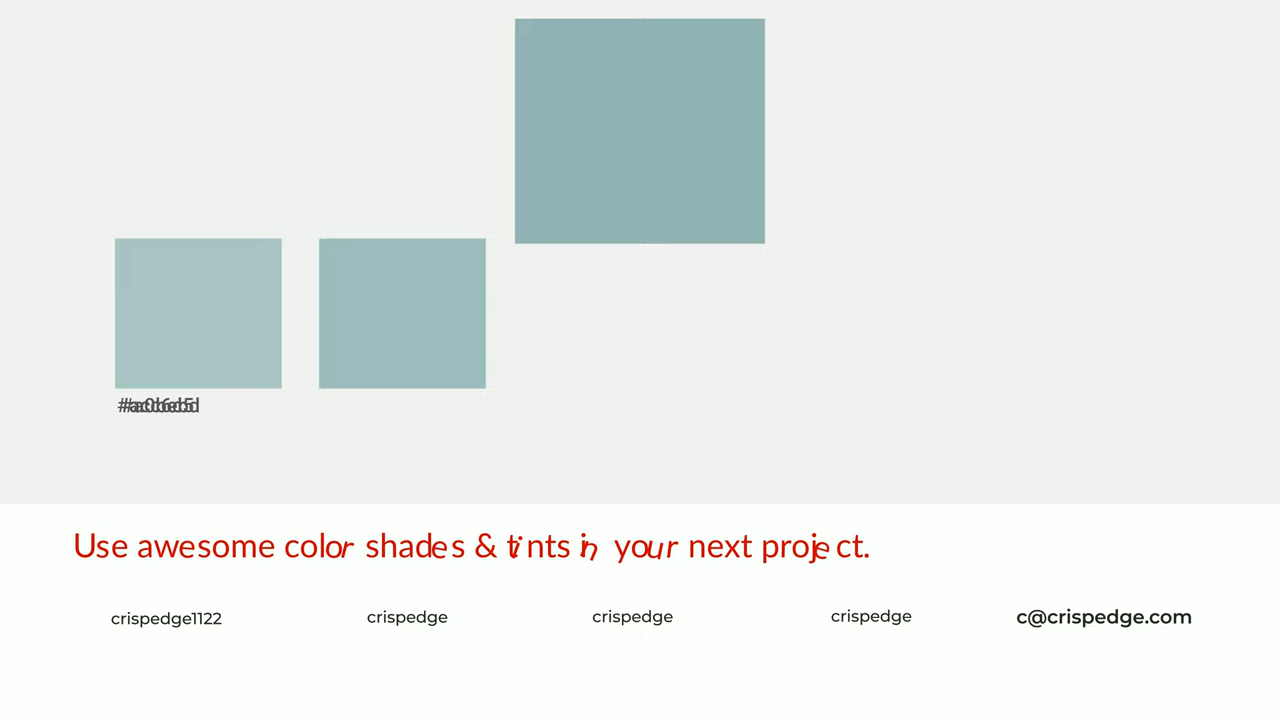 Use awesome color shades & tints in your next project.
crispedge1122 crispedge crispedge crispedge c@crispedge.com